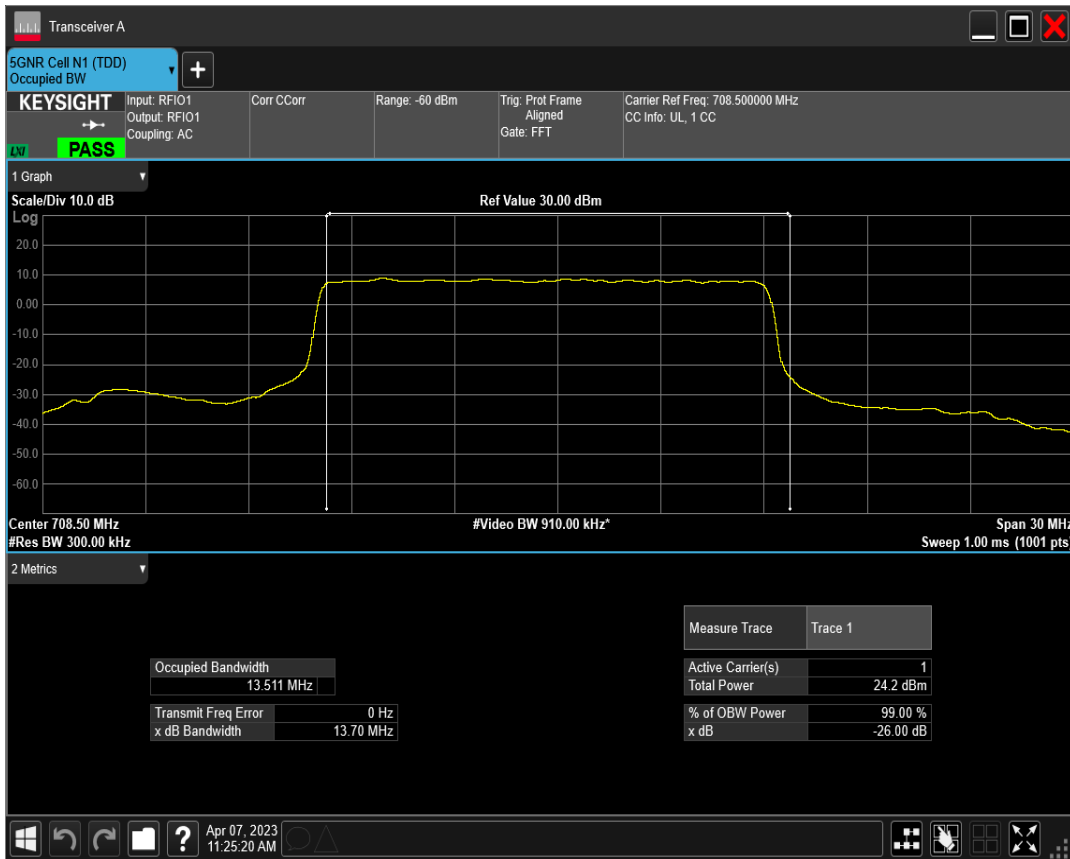 Transceiver A
5GNR Cell N1 (TDD)
Occupied BW
+
KEYSIGHT
Input: RFIO1
Output: RFIO1
Coupling: AC
Corr CCorr
Range: -60 dBm
Trig: Prot Frame
Aligned
Gate: FFT
Carrier Ref Freq: 708.500000 MHz
CC Info: UL, 1 CC
LXI
PASS
1 Graph
Scale/Div 10.0 dB
Ref Value 30.00 dBm
Log
20.0
10.0
0.00
-10.0
-20.0
-30.0
-40.0
-50.0
-60.0
Center 708.50 MHz
#Video BW 910.00 kHz*
Span 30 MHz
#Res BW 300.00 kHz
Sweep 1.00 ms (1001 pts)
2 Metrics
Measure Trace Trace 1
Occupied Bandwidth
13.511 MHz
Active Carrier(s) 1
Total Power 24.2 dBm
Transmit Freq Error 0 Hz
x dB Bandwidth 13.70 MHz
% of OBW Power 99.00 %
x dB -26.00 dB
?
Apr 07, 2023
11:25:20 AM